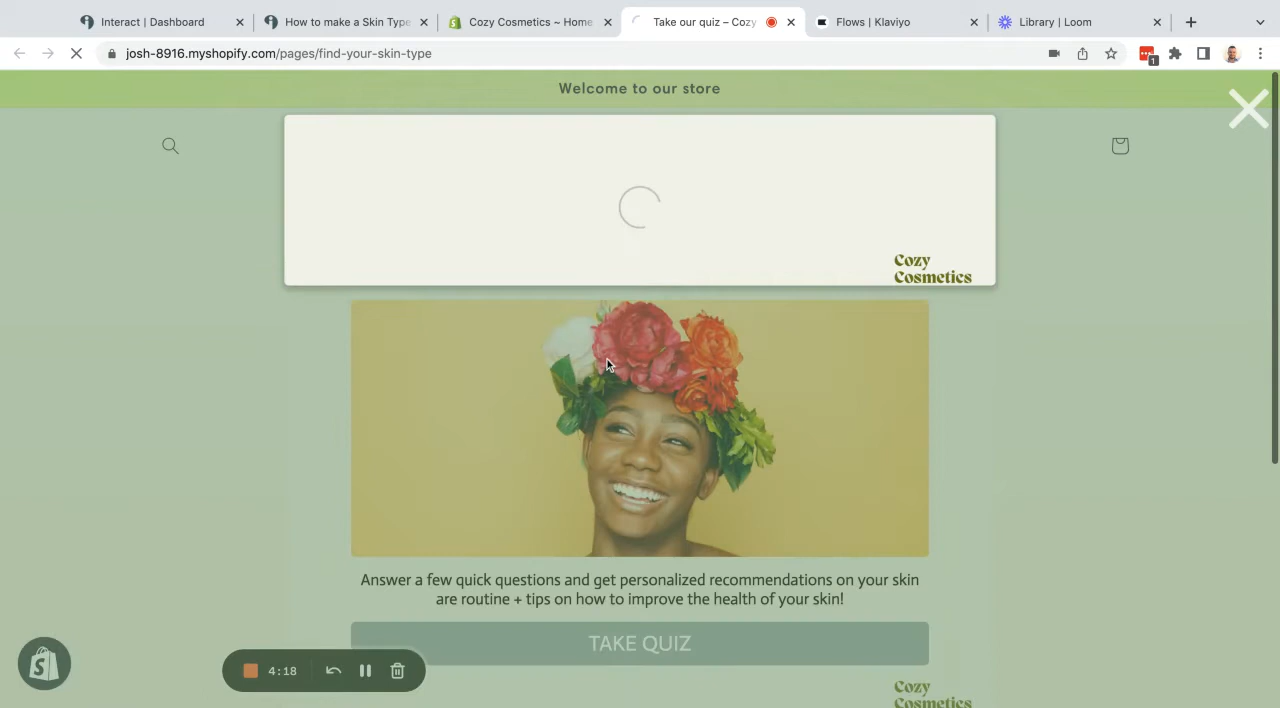 Interact | Dashboard
How to make a Skin Type
Cozy Cosmetics ~ Home
Take our quiz – Cozy
Flows | Klaviyo
Library | Loom
josh-8916.myshopify.com/pages/find-your-skin-type
1
Welcome to our store
Cozy
Cosmetics
Answer a few quick questions and get personalized recommendations on your skin
are routine + tips on how to improve the health of your skin!
TAKE QUIZ
4:18
Cozy
Cosmetics